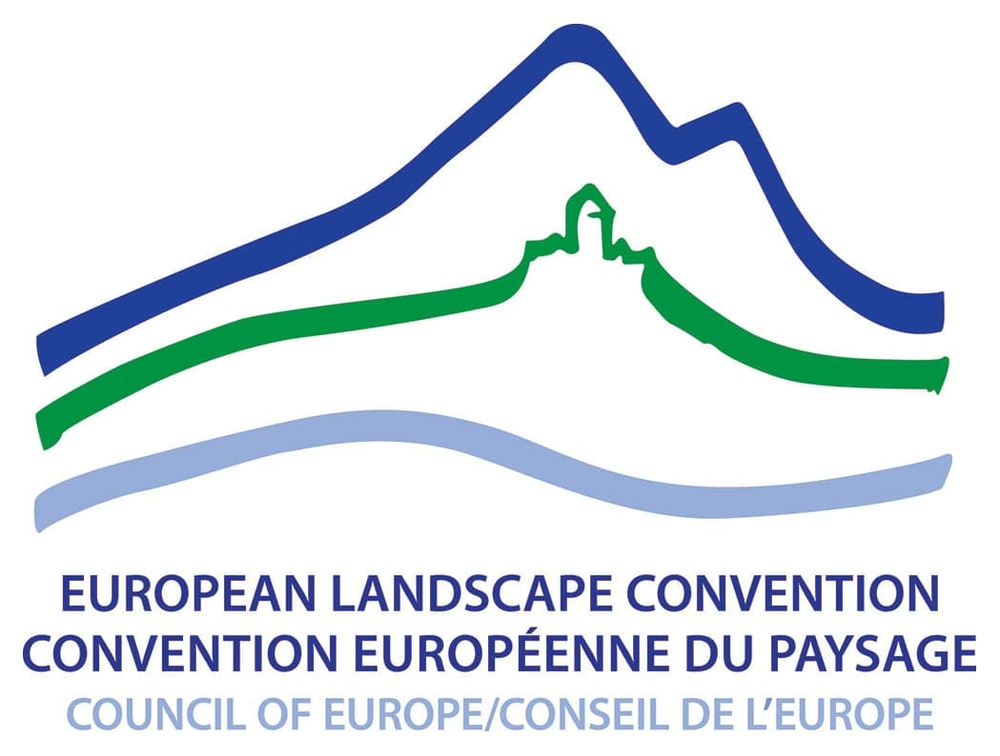 EUROPEAN LANDSCAPE CONVENTION
CONVENTION EUROPÉENNE DU PAYSAGE
COUNCIL OF EUROPE/CONSEIL DE L’EUROPE